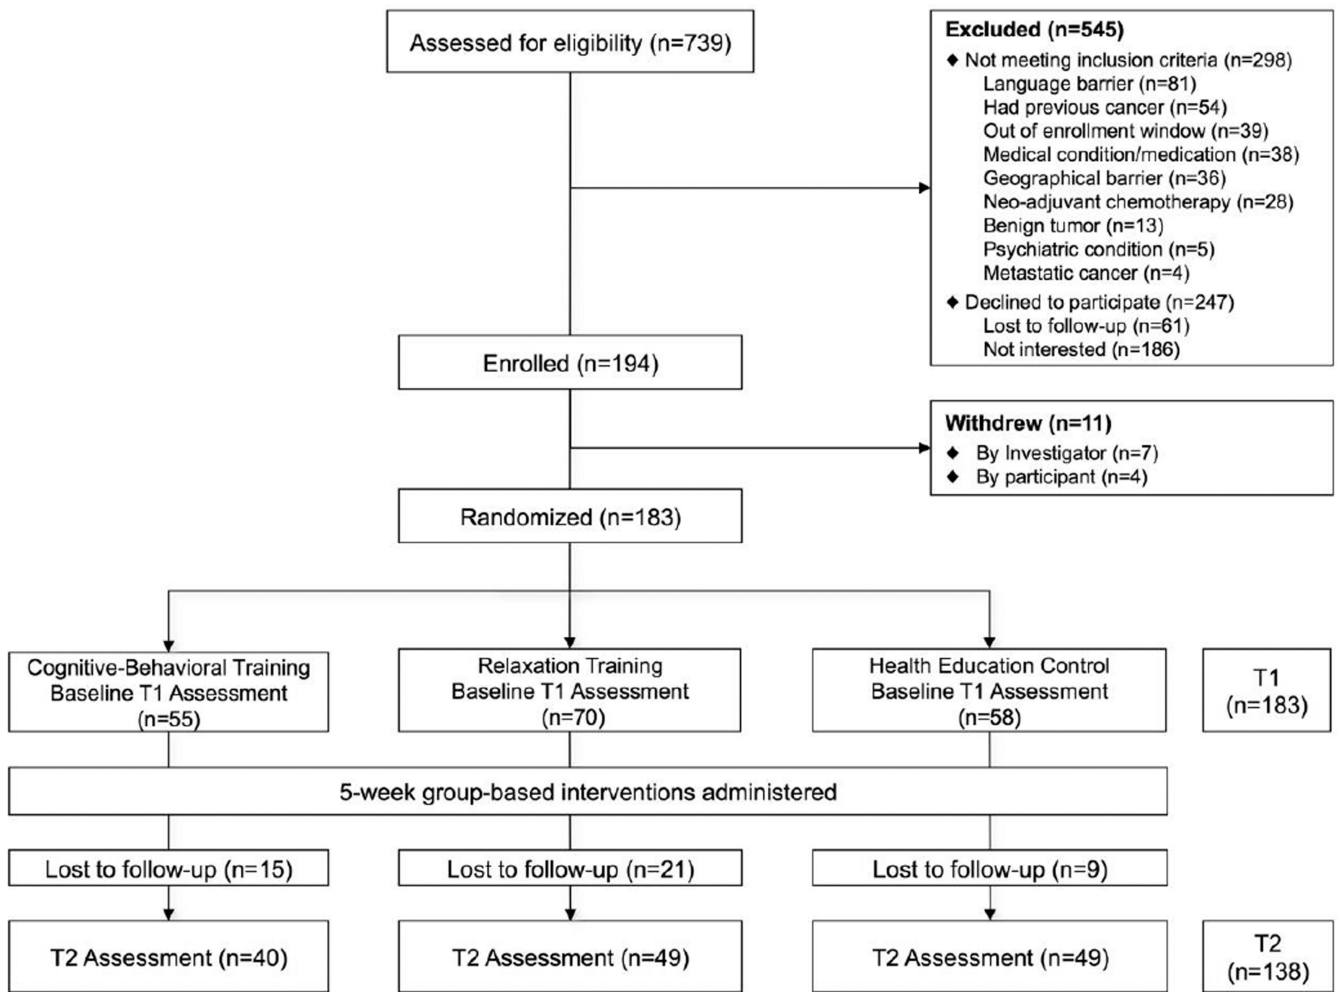 Assessed for eligibility (n=739)
Excluded (n=545)
◆ Not meeting inclusion criteria (n=298)
Language barrier (n=81)
Had previous cancer (n=54)
Out of enrollment window (n=39)
Medical condition/medication (n=38)
Geographical barrier (n=36)
Neo-adjuvant chemotherapy (n=28)
Benign tumor (n=13)
Psychiatric condition (n=5)
Metastatic cancer (n=4)
◆ Declined to participate (n=247)
Lost to follow-up (n=61)
Not interested (n=186)
Enrolled (n=194)
Withdrew (n=11)
◆ By Investigator (n=7)
◆ By participant (n=4)
Randomized (n=183)
Cognitive-Behavioral Training
Baseline T1 Assessment
(n=55)
Relaxation Training
Baseline T1 Assessment
(n=70)
Health Education Control
Baseline T1 Assessment
(n=58)
T1
(n=183)
5-week group-based interventions administered
Lost to follow-up (n=15)
Lost to follow-up (n=21)
Lost to follow-up (n=9)
T2 Assessment (n=40)
T2 Assessment (n=49)
T2 Assessment (n=49)
T2
(n=138)